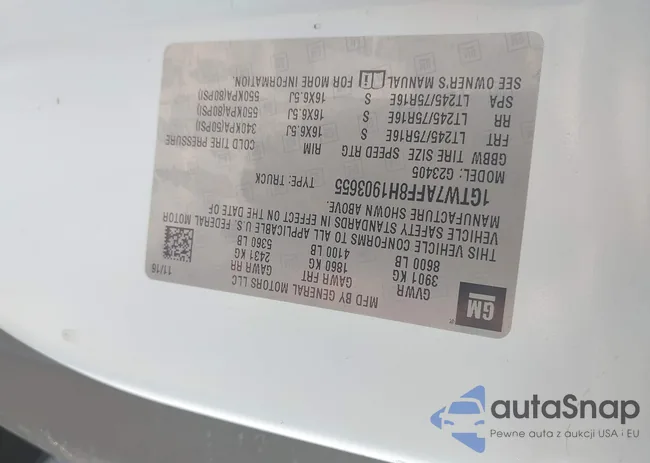 GM
MFD BY GENERAL MOTORS LLC
11/16
GVWR
GAWR FRT
GAWR RR
3901 KG
1860 KG
2431 KG
8600 LB
4100 LB
5360 LB
THIS VEHICLE CONFORMS TO ALL APPLICABLE U.S. FEDERAL MOTOR
VEHICLE SAFETY STANDARDS IN EFFECT ON THE DATE OF
MANUFACTURE SHOWN ABOVE.
1GTW7AFF8H1903655 TYPE: TRUCK
MODEL: G23405
GBBW TIRE SIZE SPEED RTG RIM COLD TIRE PRESSURE
FRT LT245/75R16E S 16X6.5J 340KPA(50PSI)
RR LT245/75R16E S 16X6.5J 550KPA(80PSI)
SPA LT245/75R16E S 16X6.5J 550KPA(80PSI)
SEE OWNER'S MANUAL FOR MORE INFORMATION.
autoSnap
Pewne auta z aukcji USA i EU